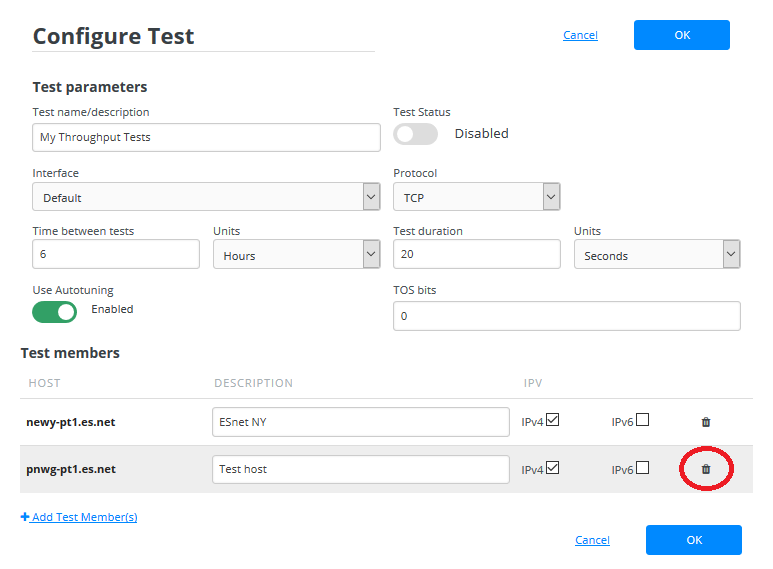 Configure Test
Cancel
OK
Test parameters
Test name/description
Test Status
My Throughput Tests
Disabled
Interface
Protocol
Default
TCP
Time between tests
Units
Test duration
Units
6
Hours
20
Seconds
Use Autotuning
TOS bits
Enabled
0
Test members
HOST DESCRIPTION IPV
newy-pt1.es.net ESnet NY IPv4 IPv6
pnwg-pt1.es.net Test host IPv4 IPv6
Add Test Member(s)
Cancel
OK